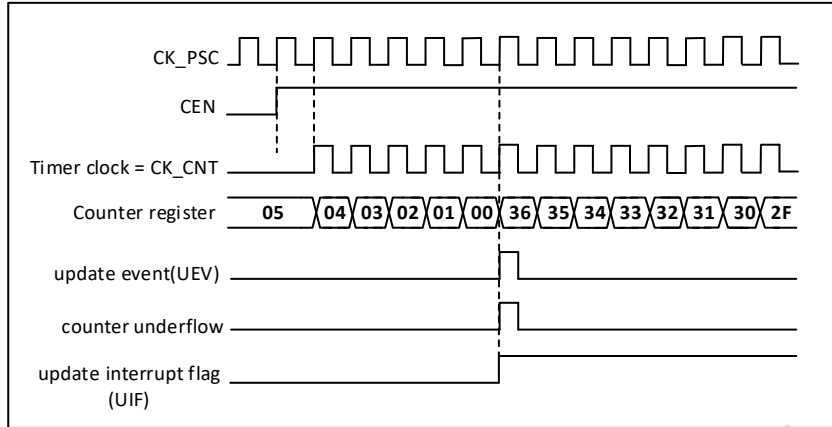 CK_PSC
CEN
Timer clock = CK_CNT
Counter register 05 04 03 02 01 00 36 35 34 33 32 31 30 2F
update event(UEV)
counter underflow
update interrupt flag
(UIF)